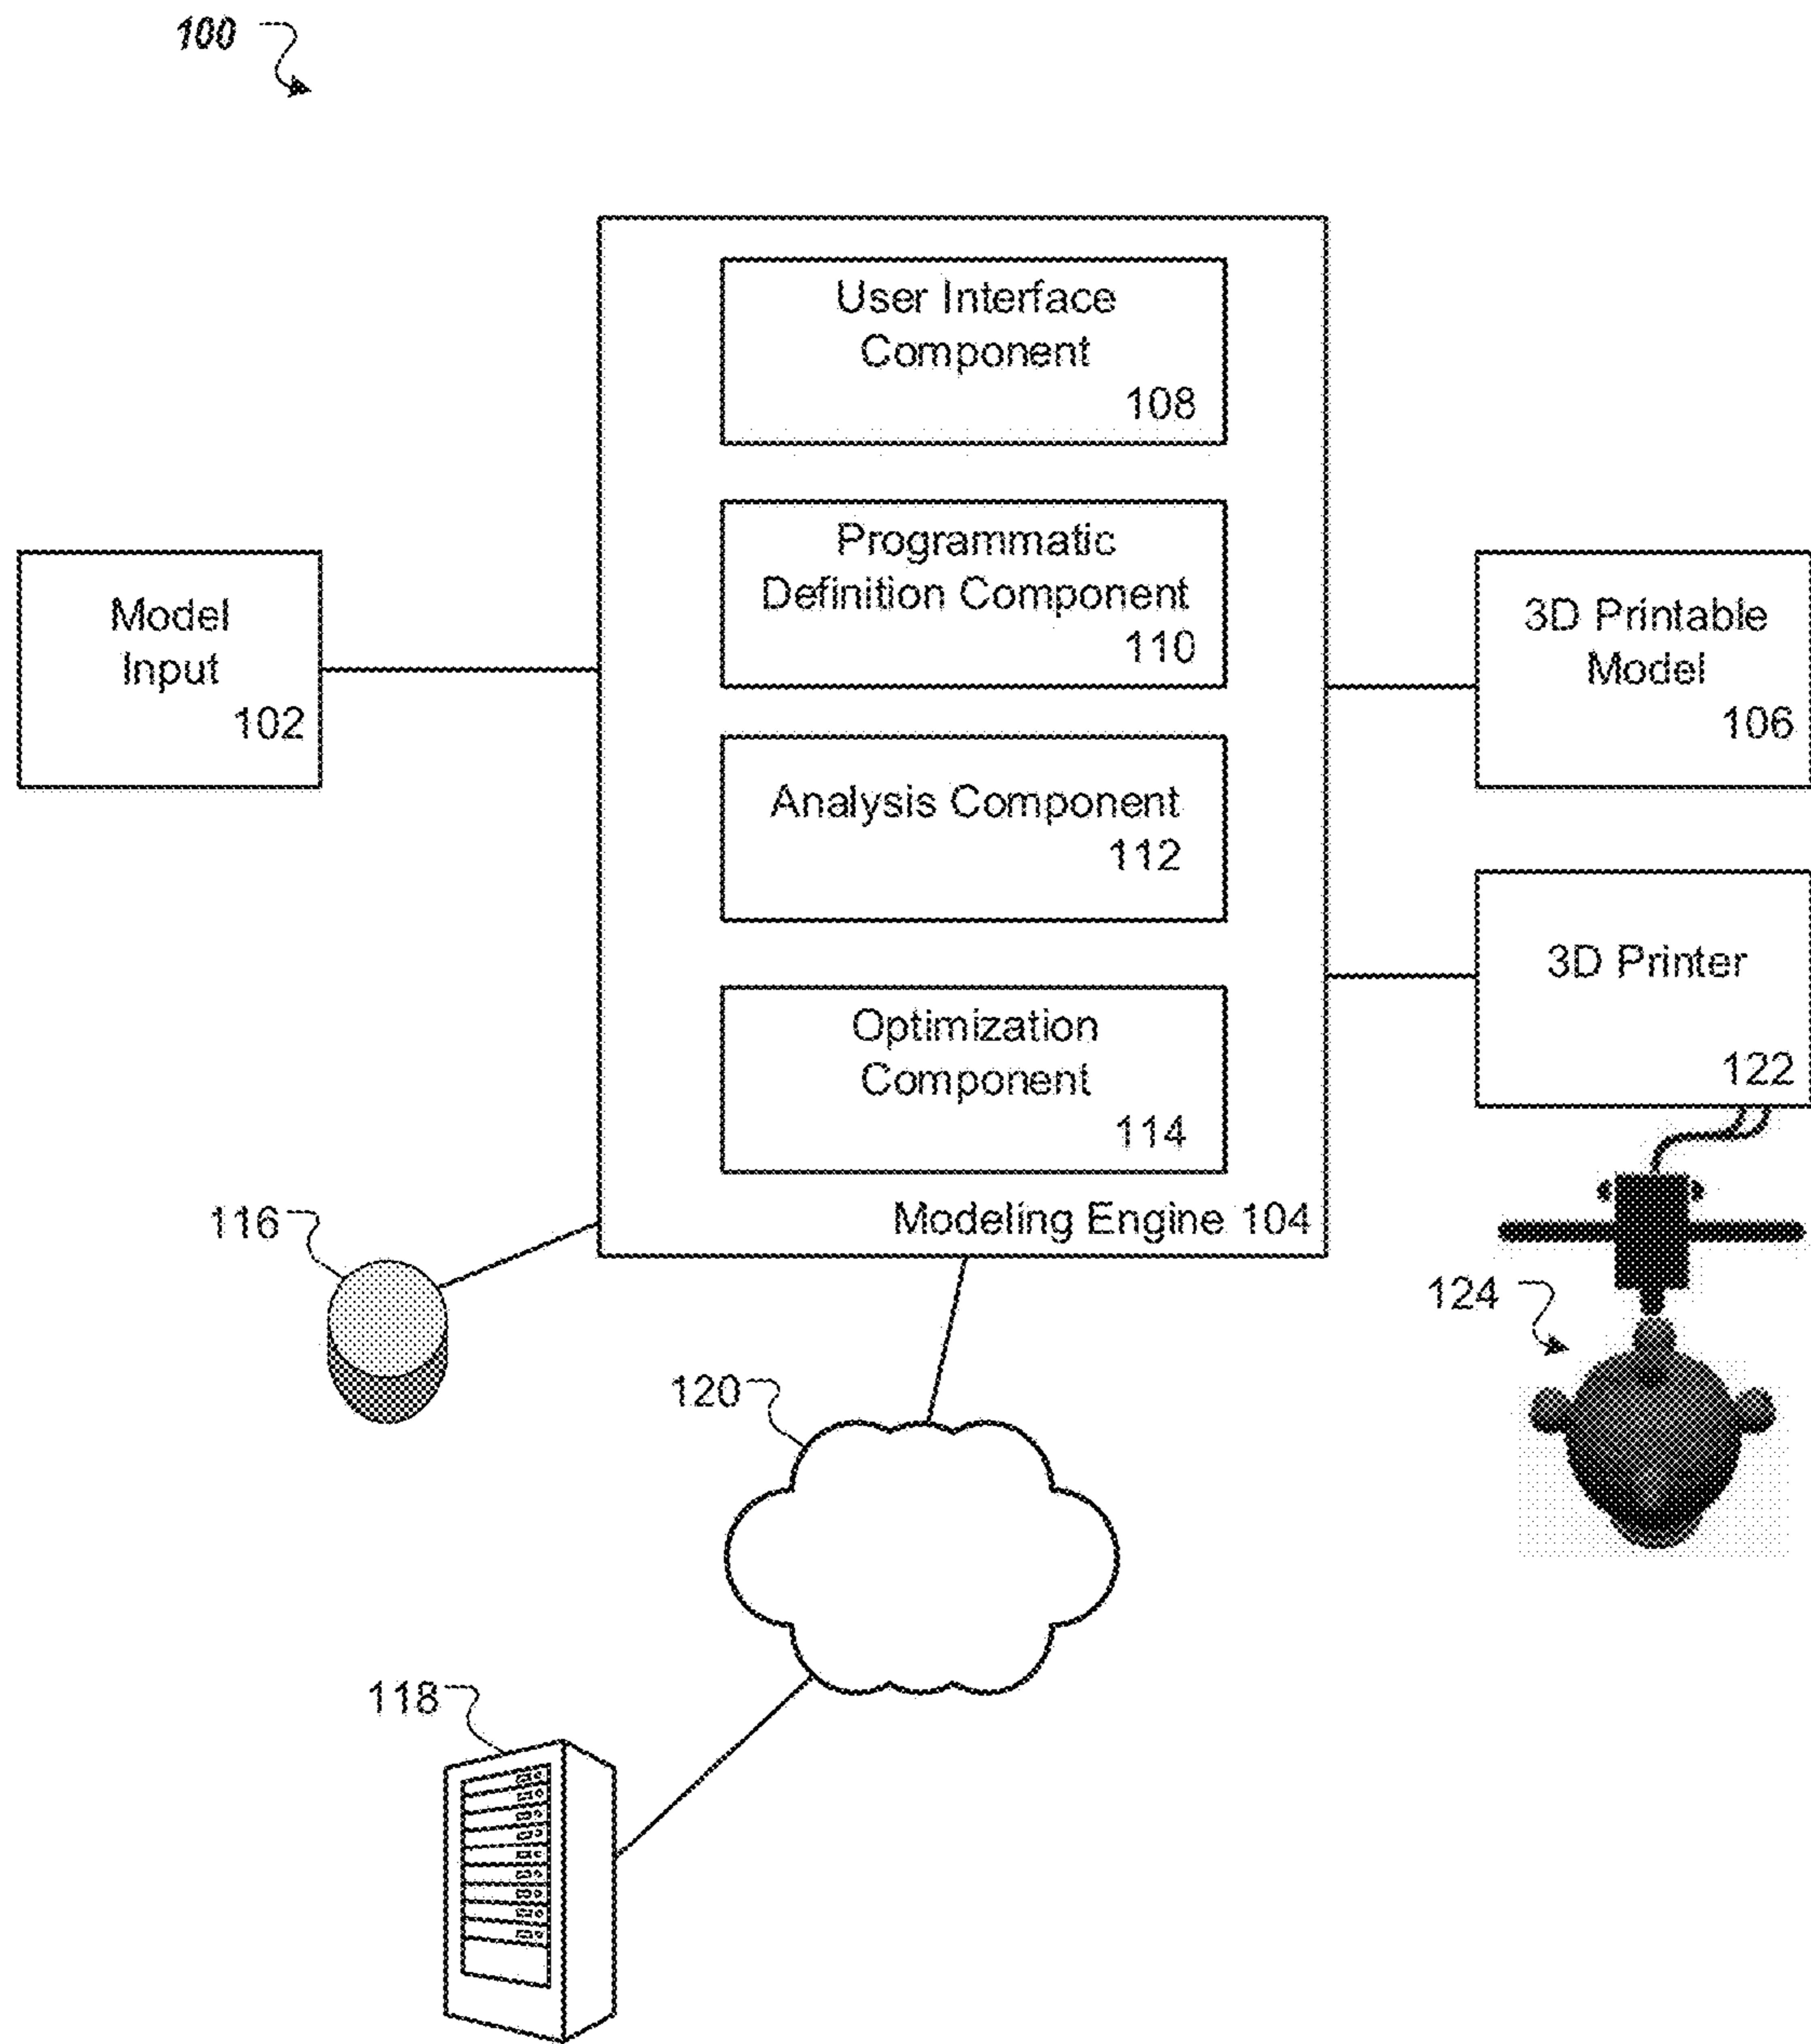 100
User Interface
Component
108
Programmatic
Definition Component
110
Model
Input
102
3D Printable
Model
106
Analysis Component
112
3D Printer
122
Optimization
Component
114
Modeling Engine 104
116
124
120
118